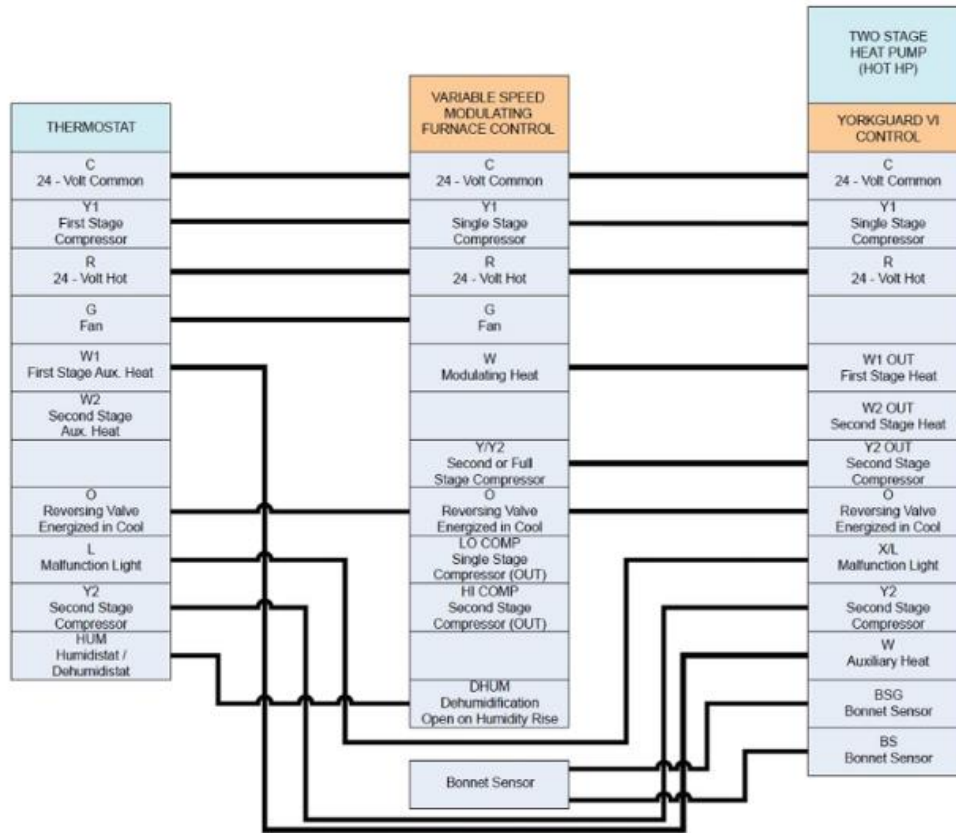 THERMOSTAT
C
24 - Volt Common
Y1
First Stage
Compressor
R
24 - Volt Hot
G
Fan
W1
First Stage Aux. Heat
W2
Second Stage
Aux. Heat
O
Reversing Valve
Energized in Cool
L
Malfunction Light
Y2
Second Stage
Compressor
HUM
Humidistat /
Dehumidistat
VARIABLE SPEED
MODULATING
FURNACE CONTROL
C
24 - Volt Common
Y1
Single Stage
Compressor
R
24 - Volt Hot
G
Fan
W
Modulating Heat
Y/Y2
Second or Full
Stage Compressor
O
Reversing Valve
Energized in Cool
LO COMP
Single Stage
Compressor (OUT)
HI COMP
Second Stage
Compressor (OUT)
DHUM
Dehumidification
Open on Humidity Rise
Bonnet Sensor
TWO STAGE
HEAT PUMP
(HOT HP)
YORKGUARD VI
CONTROL
C
24 - Volt Common
Y1
Single Stage
Compressor
R
24 - Volt Hot
W1 OUT
First Stage Heat
W2 OUT
Second Stage Heat
Y2 OUT
Second Stage
Compressor
O
Reversing Valve
Energized in Cool
X/L
Malfunction Light
Y2
Second Stage
Compressor
W
Auxiliary Heat
BSG
Bonnet Sensor
BS
Bonnet Sensor